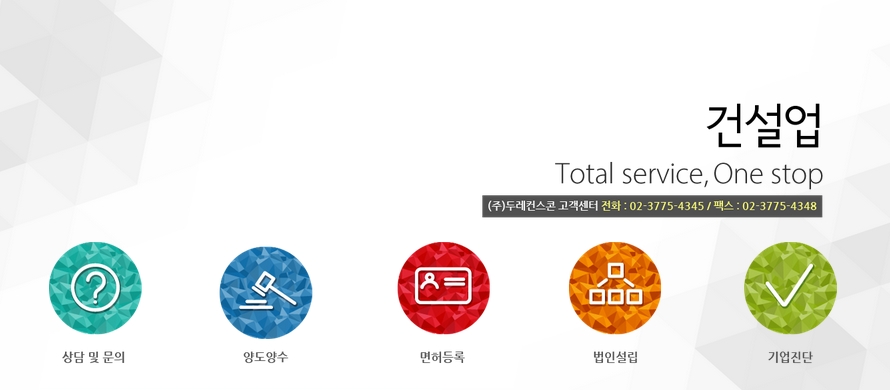 건설업
Total service, One stop
(주)두레컨스콘 고객센터 전화 : 02-3775-4345 / 팩스 : 02-3775-4348
상담 및 문의
양도양수
면허등록
법인설립
기업진단